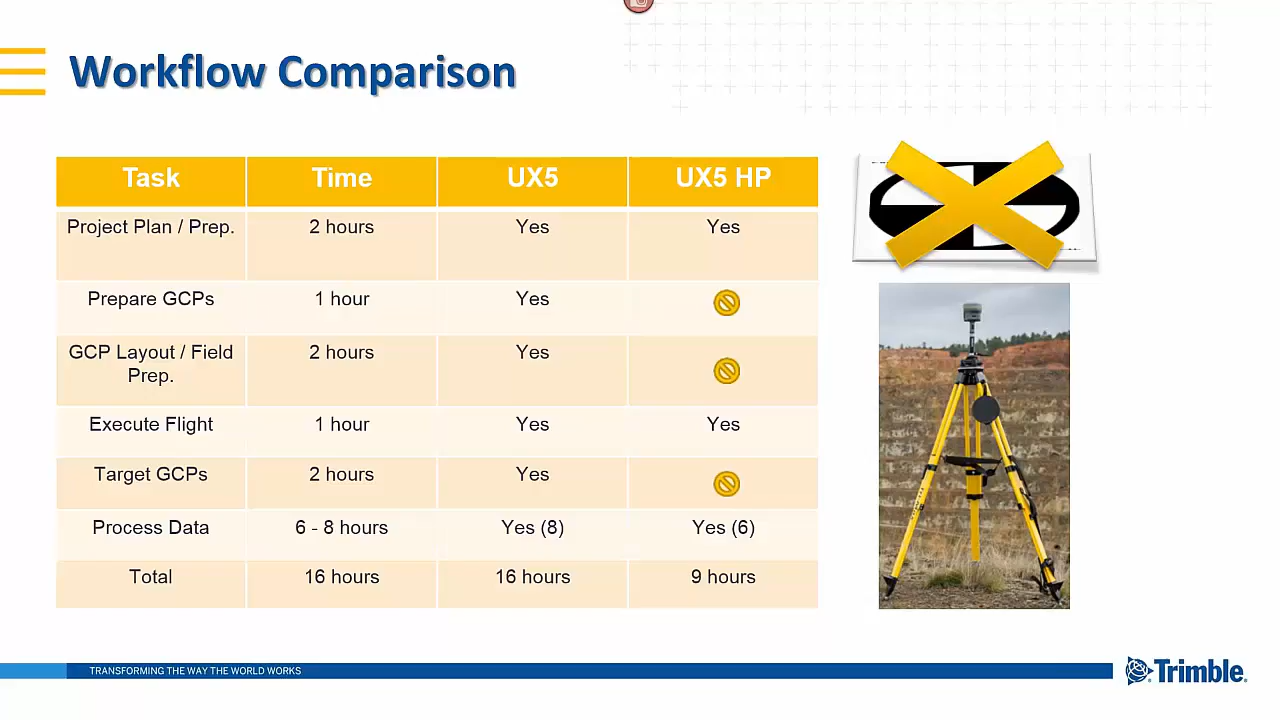 Workflow Comparison
Task Time UX5 UX5 HP
Project Plan / Prep. 2 hours Yes Yes
Prepare GCPs 1 hour Yes
GCP Layout / Field
Prep. 2 hours Yes
Execute Flight 1 hour Yes Yes
Target GCPs 2 hours Yes
Process Data 6 - 8 hours Yes (8) Yes (6)
Total 16 hours 16 hours 9 hours
TRANSFORMING THE WAY THE WORLD WORKS
Trimble